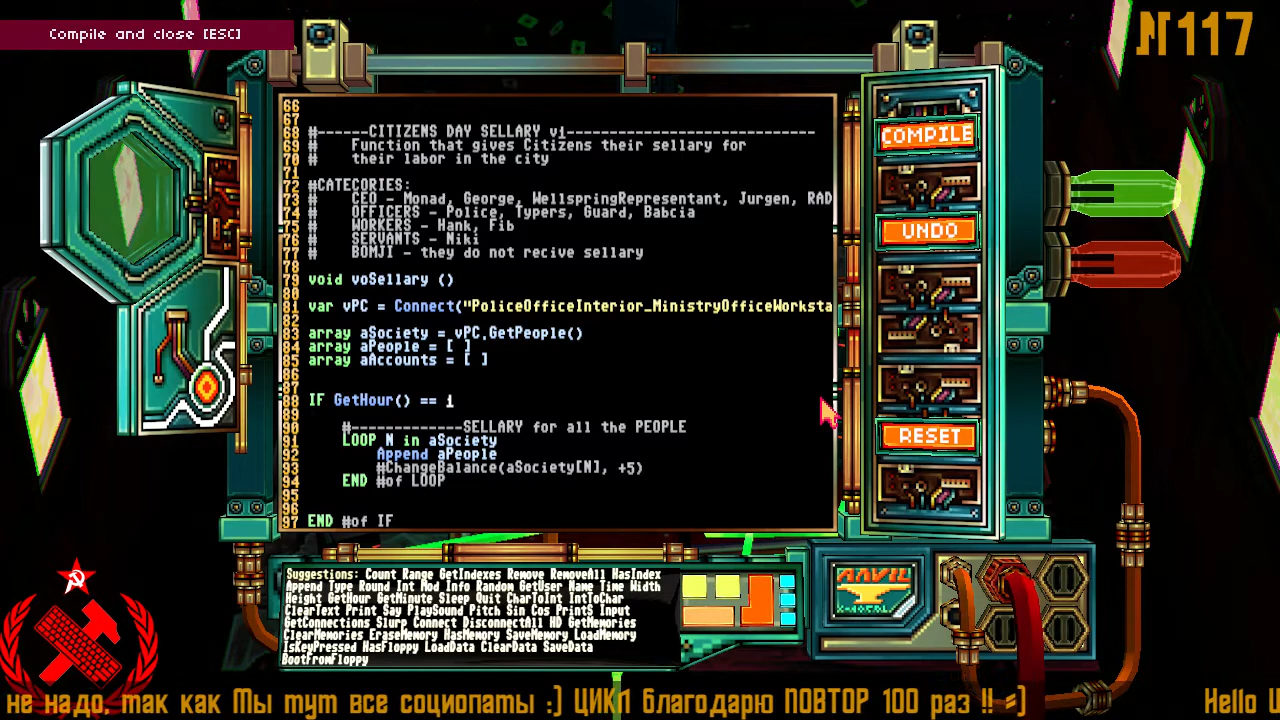 Compile and close [ESC]
№117
66
67
68 #------CITIZENS DAY SELLARY v1-----------------------------
69 #    Function that gives Citizens their sellary for
70 #    their labor in the city
71
72 #CATECORIES:
73 #    CEO - Monad, George, WellspringRepresentant, Jurgen, RAD
74 #    OFFICERS - Police, Typers, Guard, Babcia
75 #    WORKERS - Hank, Fib
76 #    SERVANTS - Niki
77 #    BOMJI - they do not recive sellary
78
79 void voSellary ()
80
81 var vPC = Connect("PoliceOfficeInterior_MinistryOfficeWorksta
82
83 array aSociety = vPC.GetPeople()
84 array aPeople = [ ]
85 array aAccounts = [ ]
86
87
88 IF GetHour() == 1
89
90     #-------------SELLARY for all the PEOPLE
91     LOOP N in aSociety
92         Append aPeople
93         #ChangeBalance(aSociety[N], +5)
94     END #of LOOP
95
96
97 END #of IF
COMPILE
UNDO
RESET
Suggestions: Count Range GetIndexes Remove RemoveAll HasIndex
Append Type Round Int Mod Info Random GetUser Name Time Width
Height GetHour GetMinute Sleep Quit CharToInt IntToChar
ClearText Print Say PlaySound Pitch Sin Cos PrintS Input
GetConnections Slurp Connect DisconnectAll HD GetMemories
ClearMemories EraseMemory HasMemory SaveMemory LoadMemory
IsKeyPressed HasFloppy LoadData ClearData SaveData
BootFromFloppy
ANVIL
не надо, так как Мы тут все социопаты :) ЦИКЛ благодарю ПОВТОР 100 раз !! =)
Hello